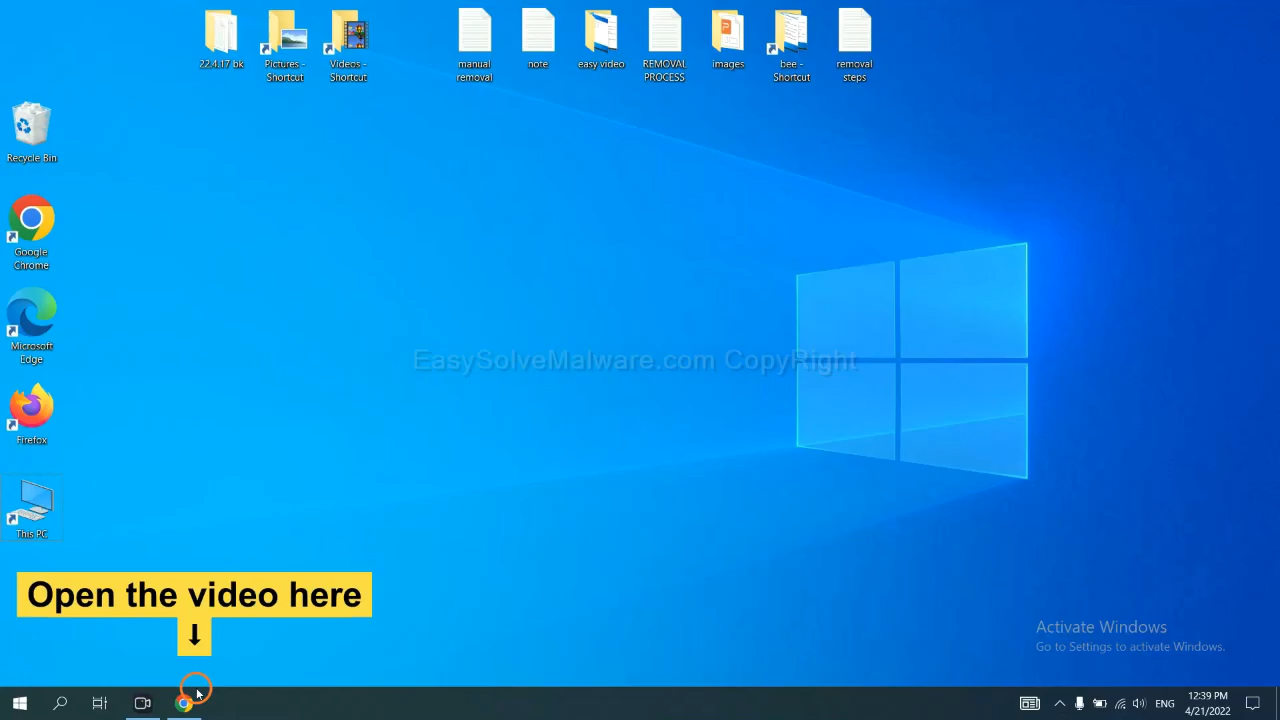 22.4.17 bk
Pictures -
Shortcut
Videos -
Shortcut
manual
removal
note
easy video
REMOVAL
PROCESS
images
bee -
Shortcut
removal
steps
Recycle Bin
Google
Chrome
Microsoft
Edge
Firefox
This PC
EasySolveMalware.com CopyRight
Open the video here
Activate Windows
Go to Settings to activate Windows.
ENG
12:39 PM
4/21/2022